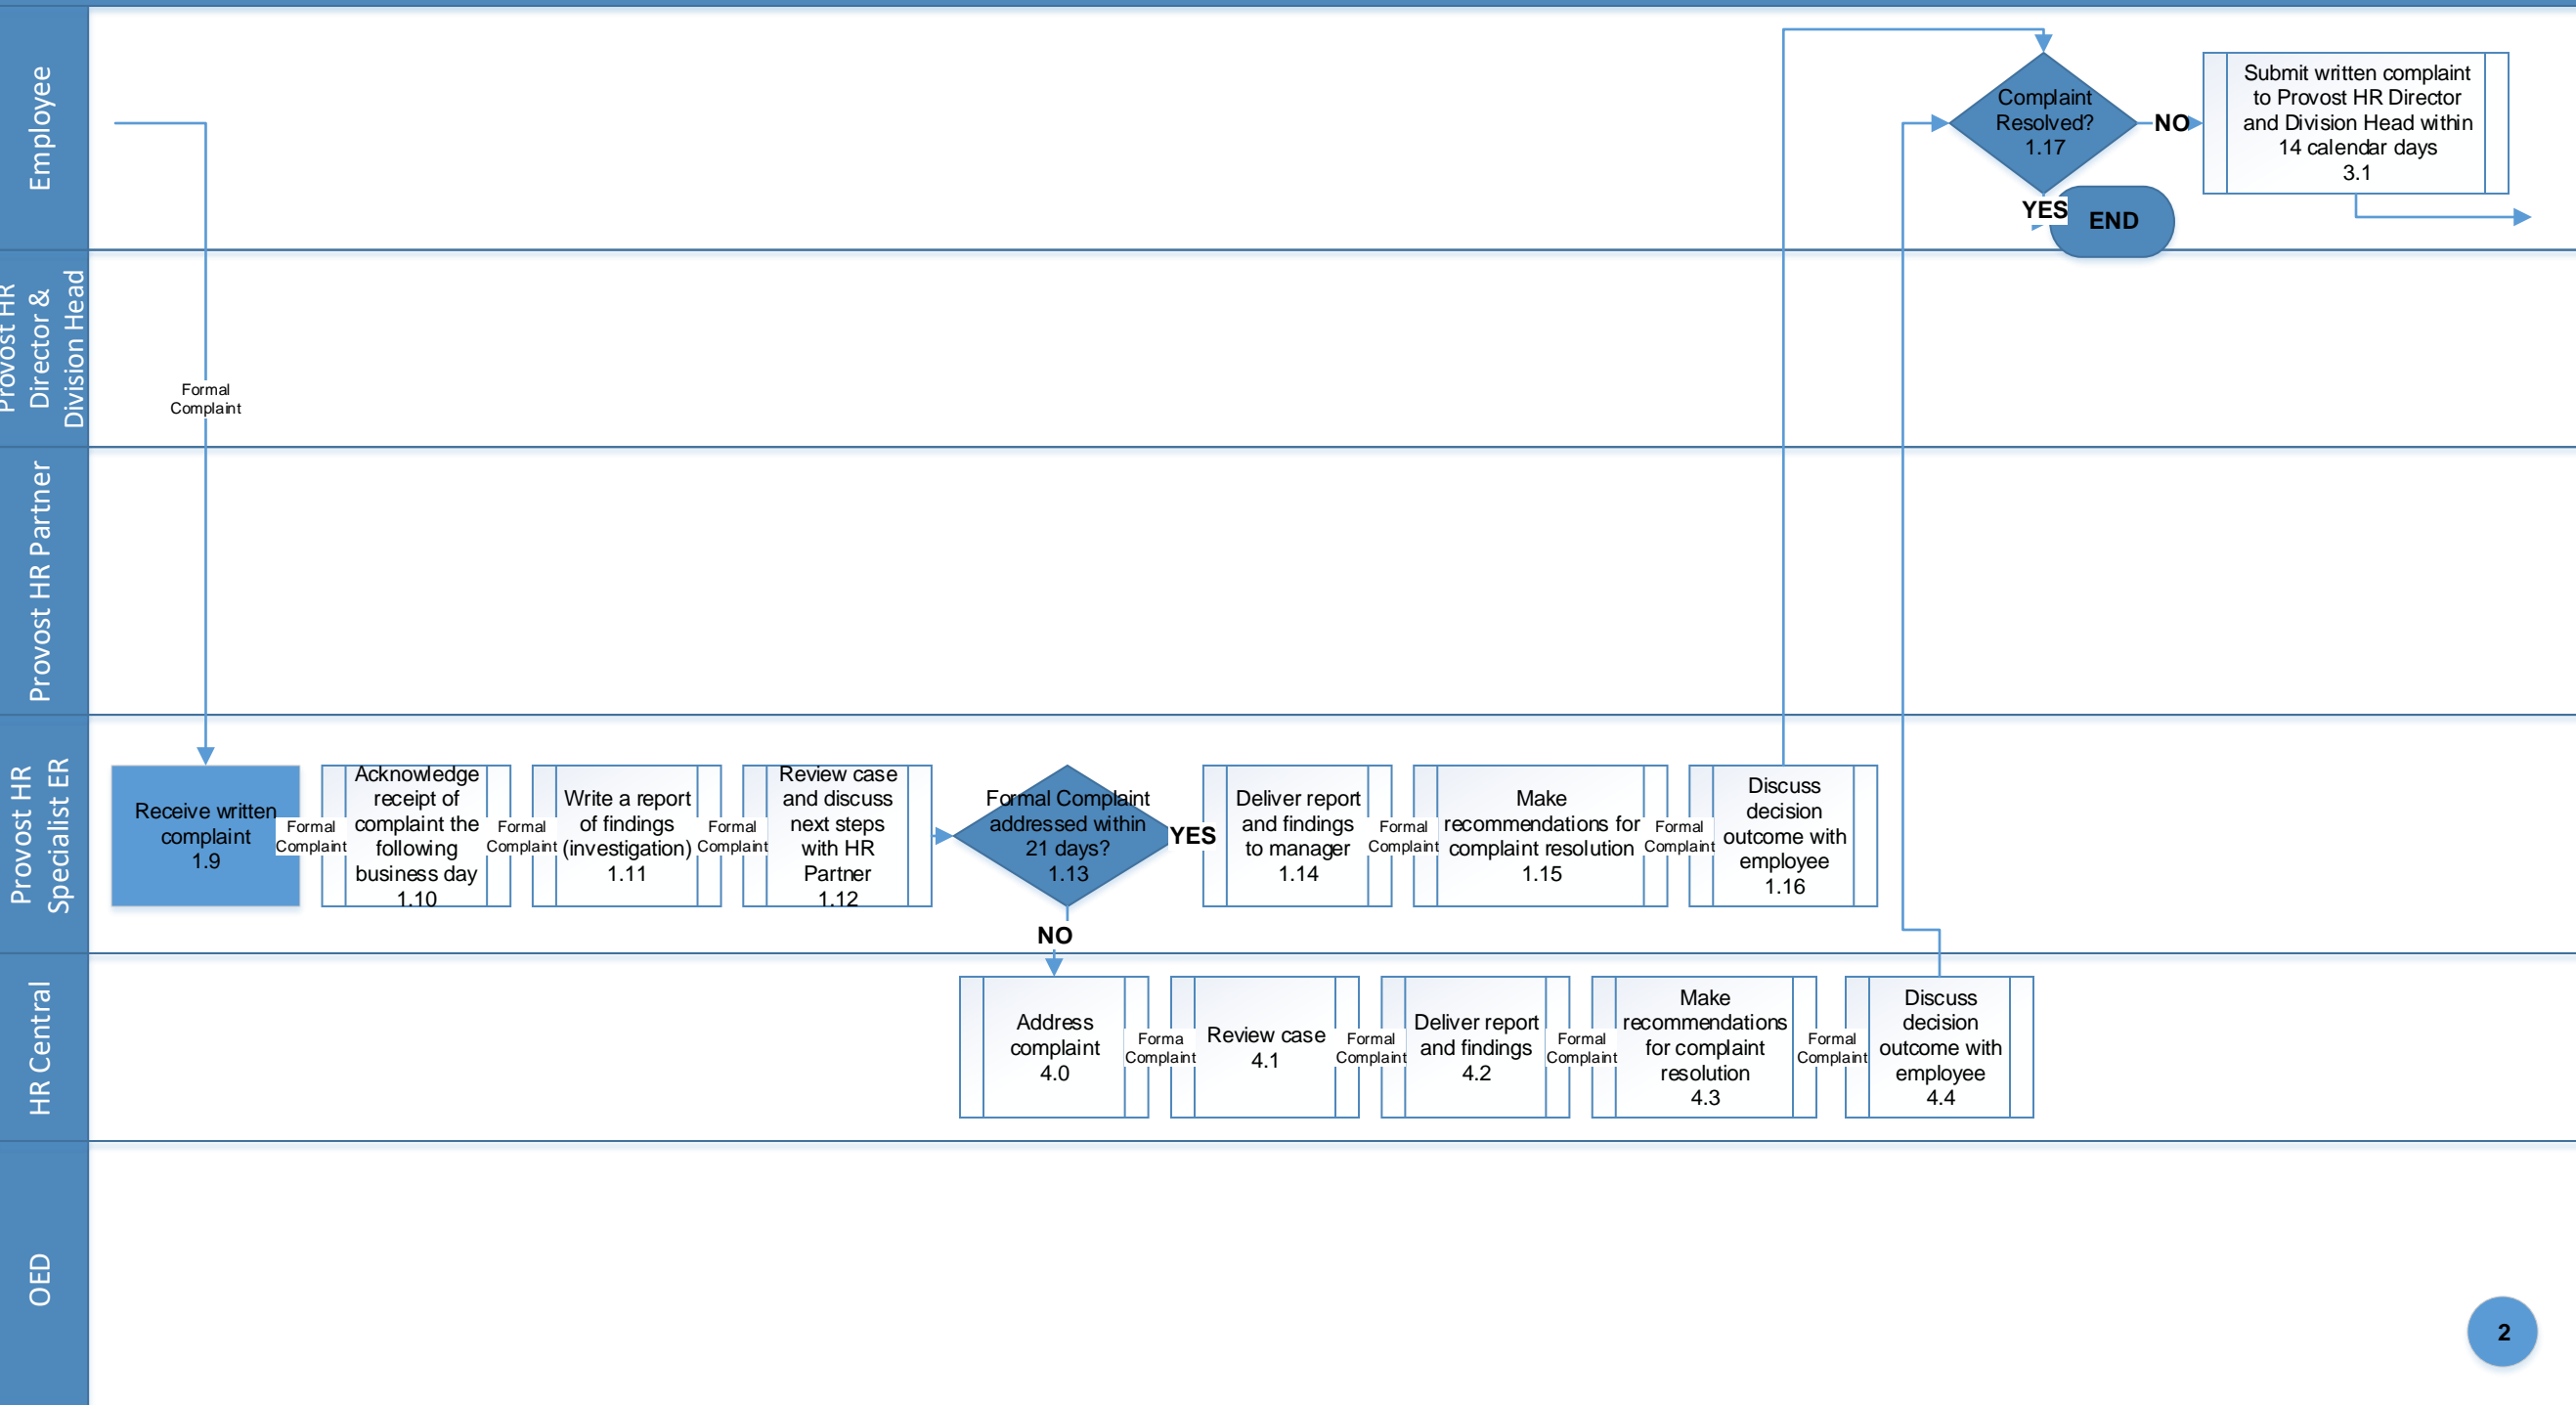 Employee
Complaint
Resolved?
1.17
NO
YES
END
Submit written complaint
to Provost HR Director
and Division Head within
14 calendar days
3.1
Provost HR
Director &
Division Head
Formal
Complaint
Provost HR Partner
Provost HR
Specialist ER
Receive written
complaint
1.9
Formal
Complaint
Acknowledge
receipt of
complaint the
following
business day
1.10
Formal
Complaint
Write a report
of findings
(investigation)
1.11
Formal
Complaint
Review case
and discuss
next steps
with HR
Partner
1.12
Formal Complaint
addressed within
21 days?
1.13
YES
NO
Deliver report
and findings
to manager
1.14
Formal
Complaint
Make
recommendations for
complaint resolution
1.15
Formal
Complaint
Discuss
decision
outcome with
employee
1.16
HR Central
Address
complaint
4.0
Forma
Complaint
Review case
4.1
Formal
Complaint
Deliver report
and findings
4.2
Formal
Complaint
Make
recommendations
for complaint
resolution
4.3
Formal
Complaint
Discuss
decision
outcome with
employee
4.4
OED
2